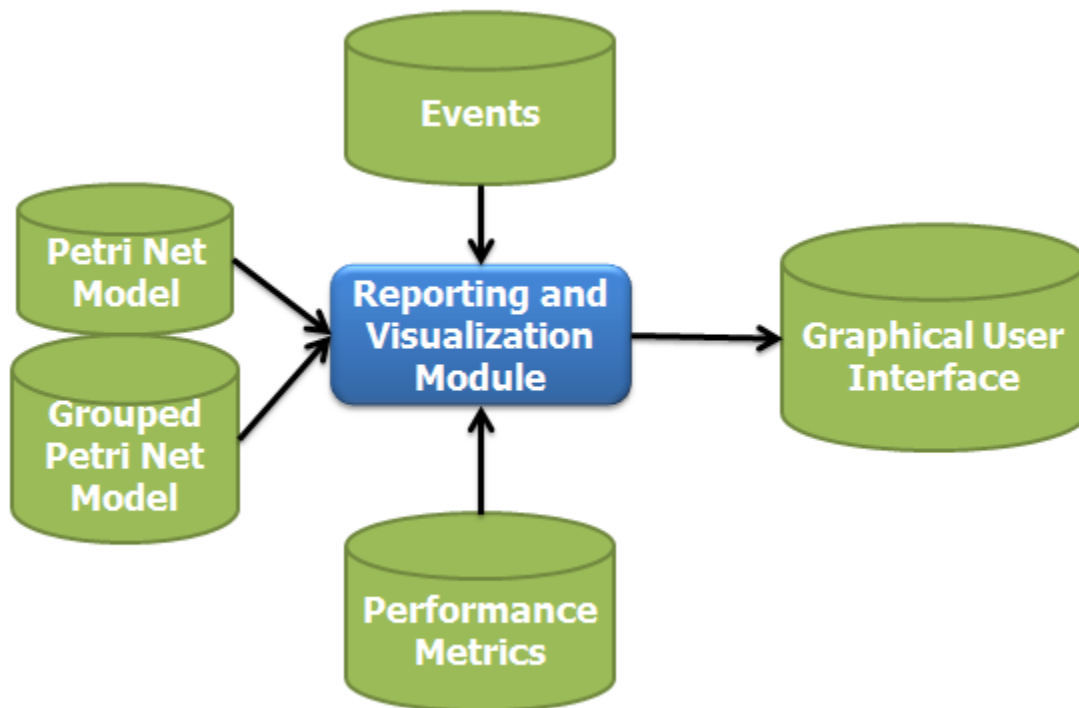 Events
Petri Net
Model
Reporting and
Visualization
Module
Graphical User
Interface
Grouped
Petri Net
Model
Performance
Metrics